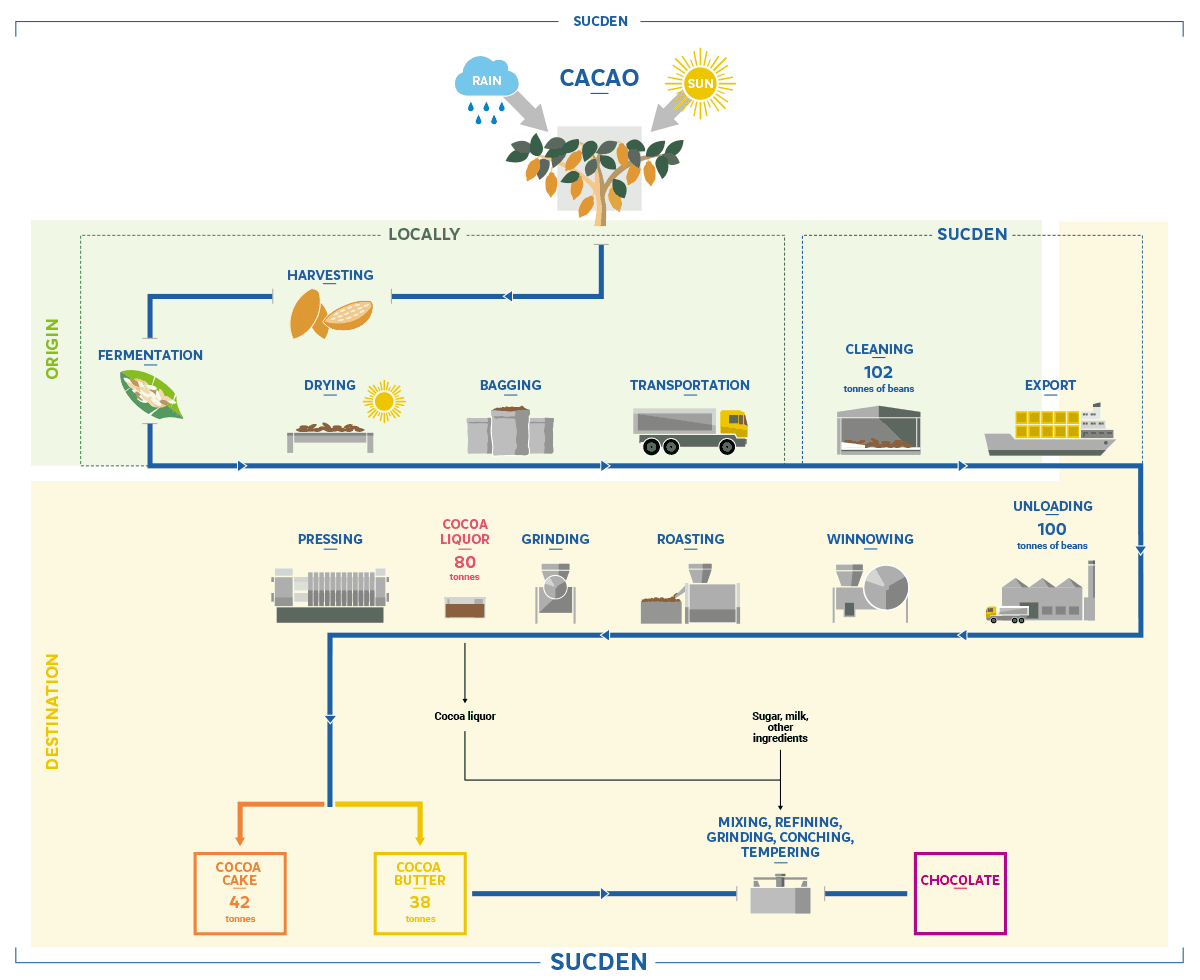 SUCDEN
RAIN
CACAO
SUN
LOCALLY
SUCDEN
ORIGIN
HARVESTING
FERMENTATION
DRYING
BAGGING
TRANSPORTATION
CLEANING
102
tonnes of beans
EXPORT
DESTINATION
UNLOADING
100
tonnes of beans
WINNOWING
ROASTING
GRINDING
COCOA
LIQUOR
80
tonnes
PRESSING
Cocoa liquor
Sugar, milk,
other
ingredients
COCOA
CAKE
42
tonnes
COCOA
BUTTER
38
tonnes
MIXING, REFINING,
GRINDING, CONCHING,
TEMPERING
CHOCOLATE
SUCDEN